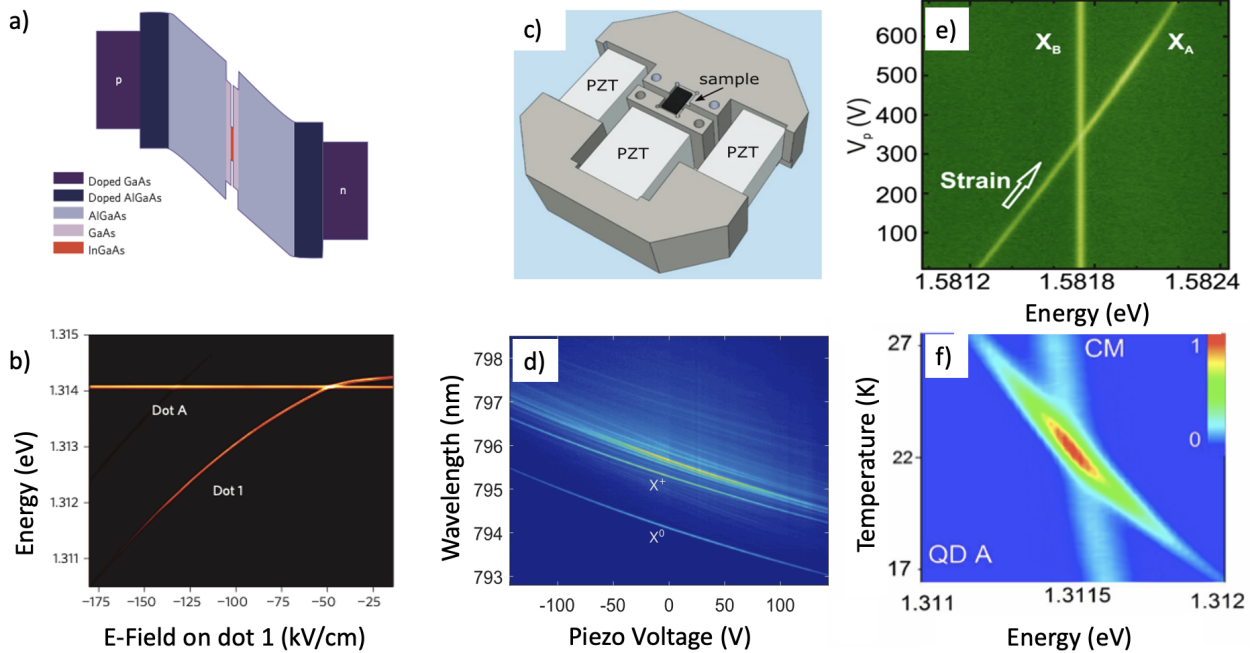 a)
p
n
Doped GaAs
Doped AlGaAs
AlGaAs
GaAs
InGaAs
b)
Energy (eV)
1.315
1.314
1.313
1.312
1.311
Dot A
Dot 1
−175 −150 −125 −100 −75 −50 −25
E-Field on dot 1 (kV/cm)
c)
PZT
sample
PZT
PZT
d)
Wavelength (nm)
798
797
796
795
794
793
X⁺
X⁰
-100 -50 0 50 100
Piezo Voltage (V)
e)
Vₚ (V)
600
500
400
300
200
100
X_B X_A
Strain
1.5812 1.5818 1.5824
Energy (eV)
f)
Temperature (K)
27
22
17
CM
1
0
QD A
1.311 1.3115 1.312
Energy (eV)